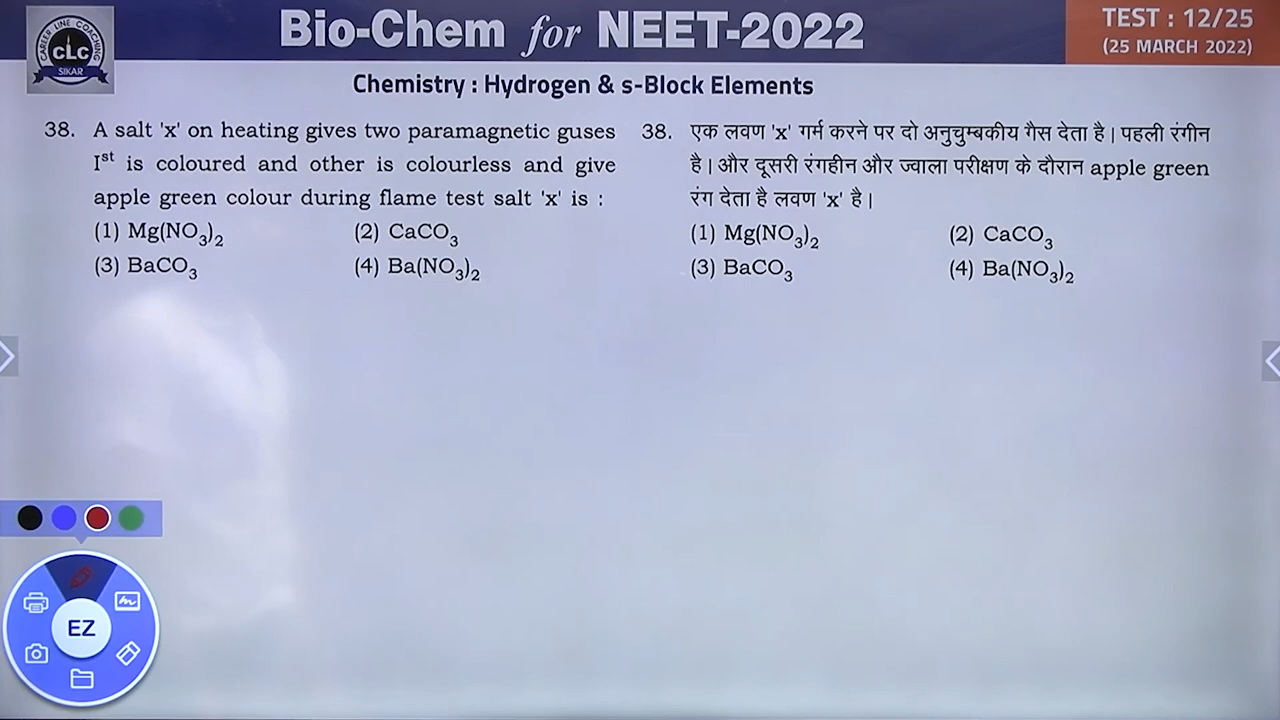 CAREER LINE COACHING
CLC
SIKAR
Bio-Chem for NEET-2022
TEST : 12/25
(25 MARCH 2022)
Chemistry : Hydrogen & s-Block Elements
38. A salt 'x' on heating gives two paramagnetic guses
Iˢᵗ is coloured and other is colourless and give
apple green colour during flame test salt 'x' is :
(1) Mg(NO₃)₂ (2) CaCO₃
(3) BaCO₃ (4) Ba(NO₃)₂
38. एक लवण 'x' गर्म करने पर दो अनुचुम्बकीय गैस देता है। पहली रंगीन
है। और दूसरी रंगहीन और ज्वाला परीक्षण के दौरान apple green
रंग देता है लवण 'x' है।
(1) Mg(NO₃)₂ (2) CaCO₃
(3) BaCO₃ (4) Ba(NO₃)₂
EZ